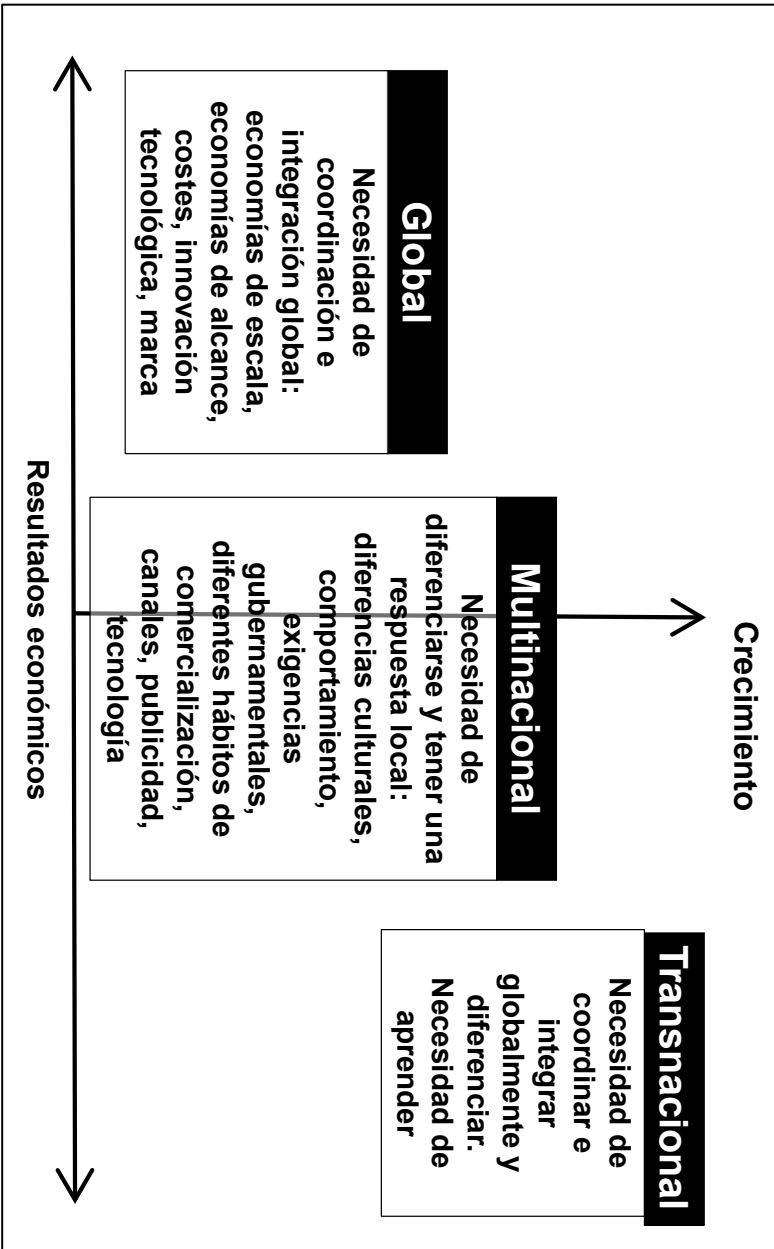 Crecimiento
Global
Necesidad de
coordinación e
integración global:
economías de escala,
economías de alcance,
costes, innovación
tecnológica, marca
Multinacional
Necesidad de
diferenciarse y tener una
respuesta local:
diferencias culturales,
comportamiento,
exigencias
gubernamentales,
diferentes hábitos de
comercialización,
canales, publicidad,
tecnología
Transnacional
Necesidad de
coordinar e
integrar
globalmente y
diferenciar.
Necesidad de
aprender
Resultados económicos